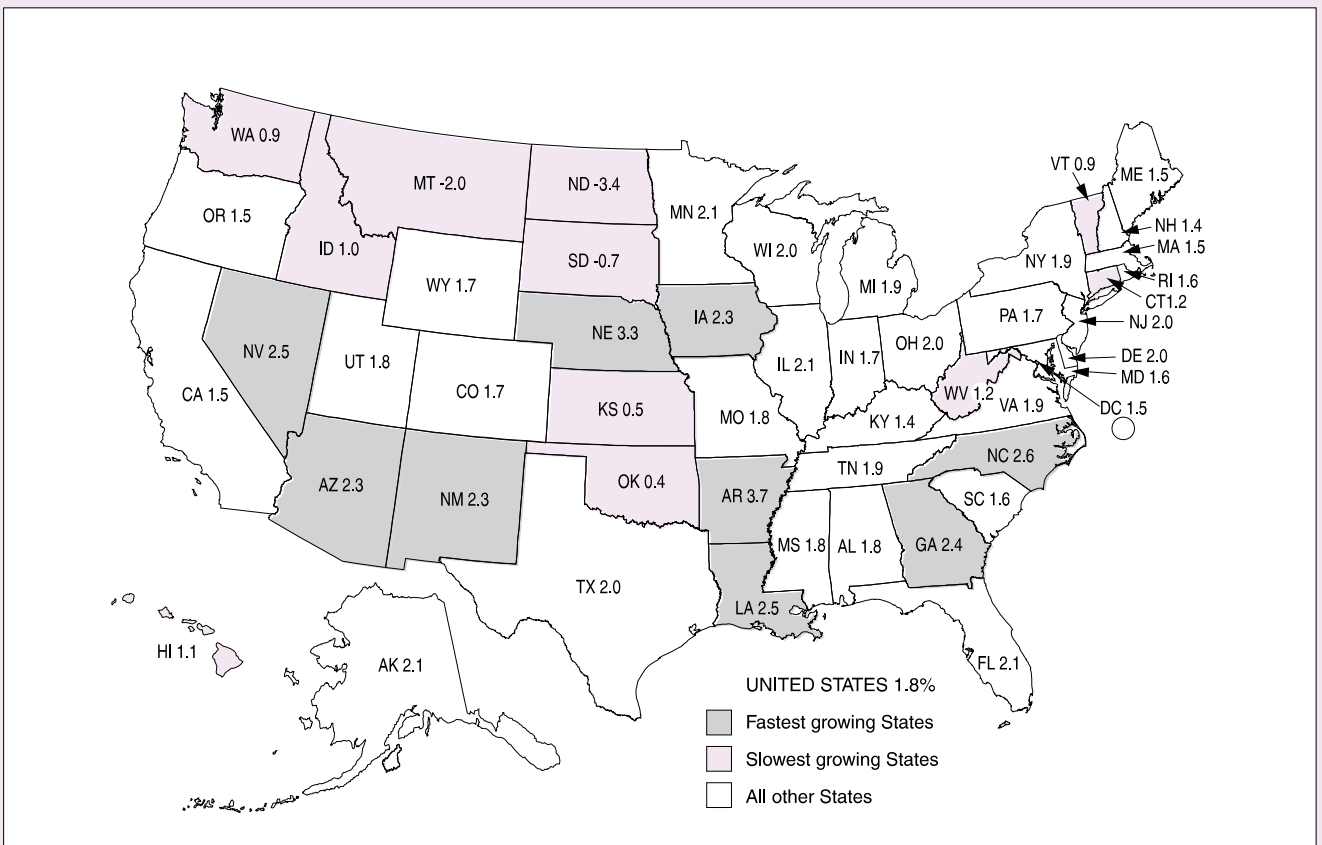 WA 0.9
MT -2.0
ND -3.4
MN 2.1
VT 0.9
ME 1.5
OR 1.5
ID 1.0
SD -0.7
WI 2.0
NH 1.4
MA 1.5
NY 1.9
RI 1.6
CT1.2
WY 1.7
MI 1.9
NJ 2.0
NE 3.3
IA 2.3
PA 1.7
NV 2.5
UT 1.8
IL 2.1
IN 1.7
OH 2.0
DE 2.0
MD 1.6
CA 1.5
CO 1.7
KS 0.5
MO 1.8
KY 1.4
WV 1.2
VA 1.9
DC 1.5
AZ 2.3
NM 2.3
OK 0.4
AR 3.7
TN 1.9
NC 2.6
SC 1.6
MS 1.8
AL 1.8
GA 2.4
TX 2.0
LA 2.5
HI 1.1
AK 2.1
FL 2.1
UNITED STATES 1.8%
Fastest growing States
Slowest growing States
All other States